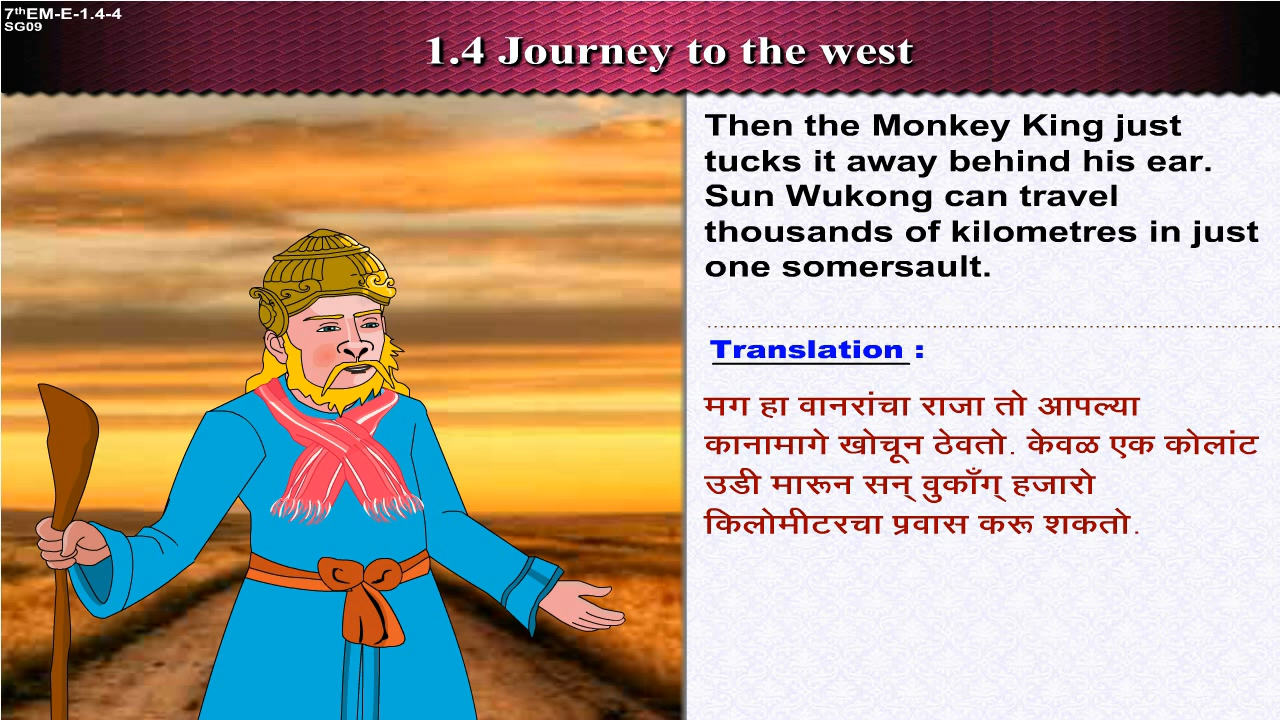 7thEM-E-1.4-4
SG09
1.4 Journey to the west
Then the Monkey King just
tucks it away behind his ear.
Sun Wukong can travel
thousands of kilometres in just
one somersault.
Translation :
मग हा वानरांचा राजा तो आपल्या
कानामागे खोचून ठेवतो. केवळ एक कोलांट
उडी मारून सन् वुकाँग् हजारो
किलोमीटरचा प्रवास करू शकतो.